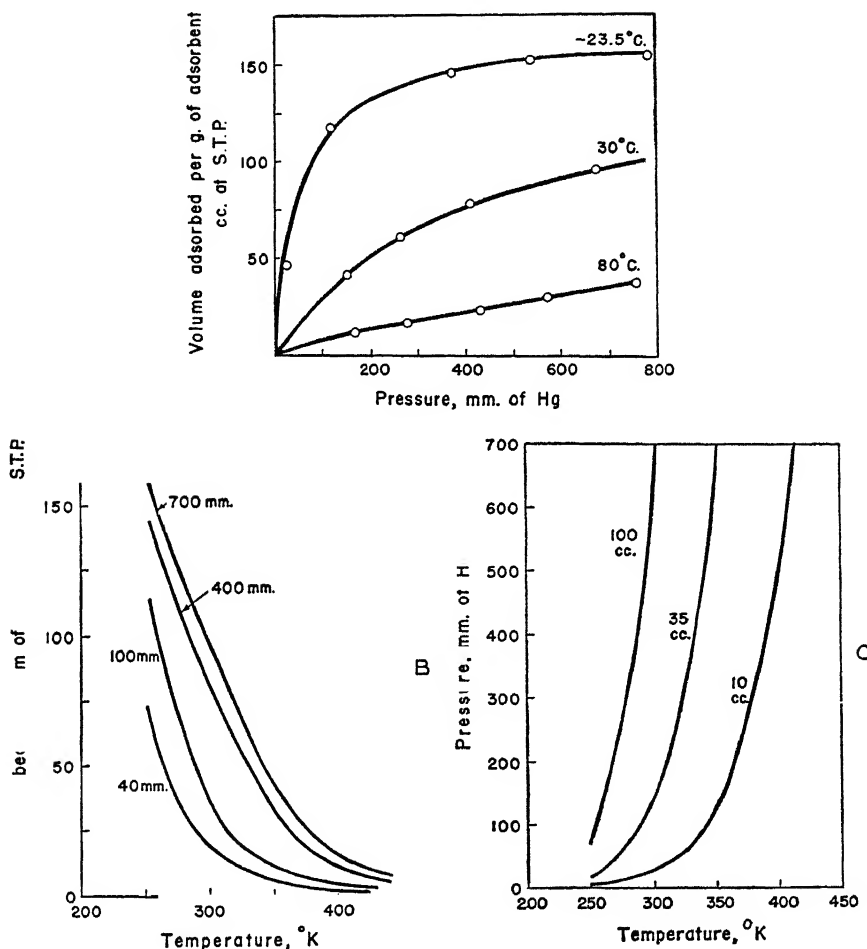 Volume adsorbed per g. of adsorbent
cc. at S.T.P.
150
100
50
-23.5°C.
30°C.
80°C.
0
200
400
600
800
Pressure, mm. of Hg
S.T.P.
m of
be
150
100
50
0
700 mm.
400 mm.
100mm.
40mm.
200
300
400
Temperature, °K
B
Pressure, mm. of H
700
600
500
400
300
200
100
0
100
cc.
35
cc.
10
cc.
200
250
300
350
400
450
Temperature, °K
C